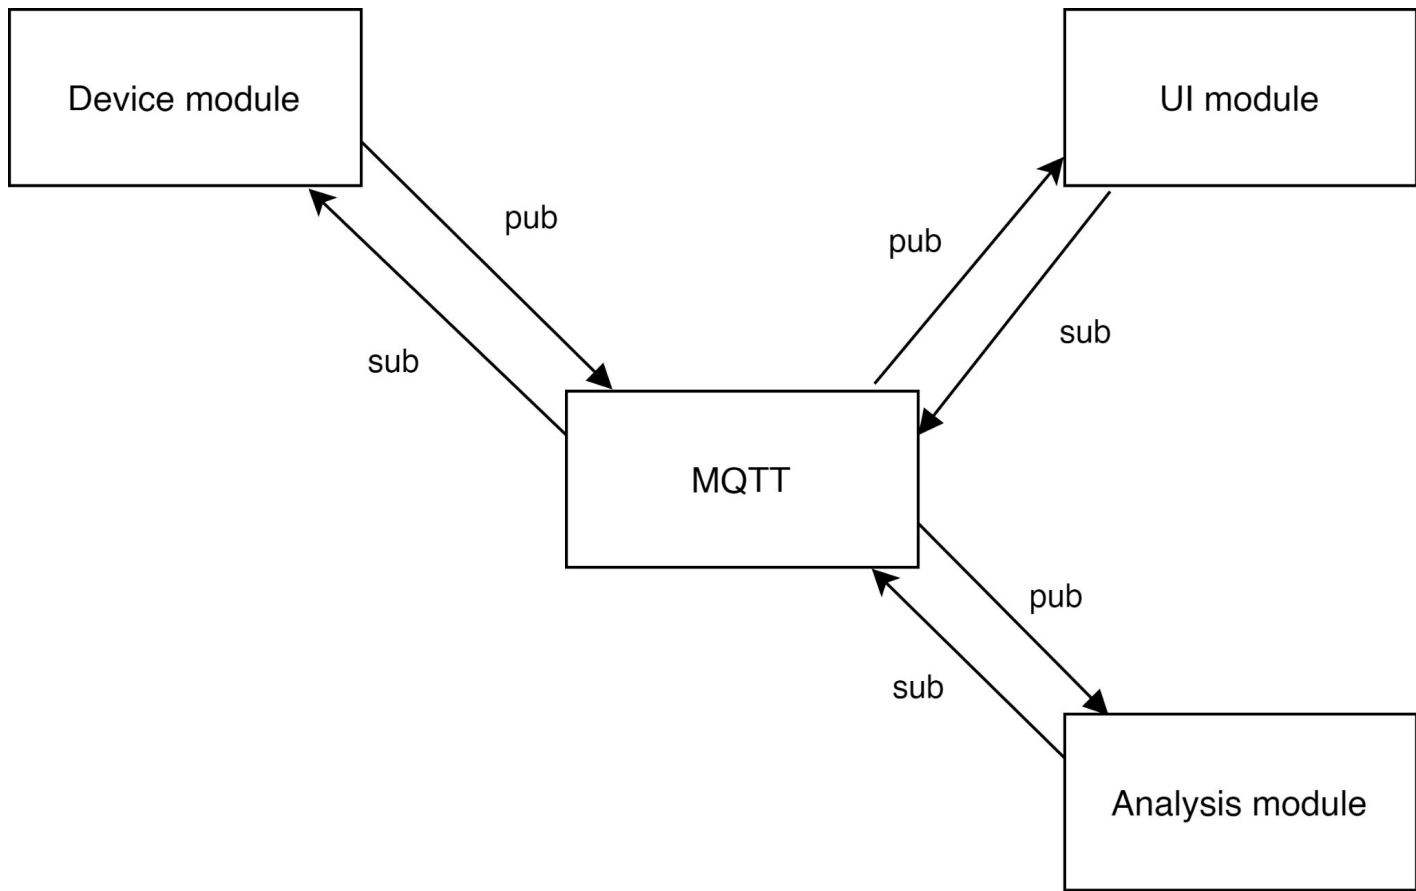 Device module
UI module
pub
pub
sub
sub
MQTT
pub
sub
Analysis module